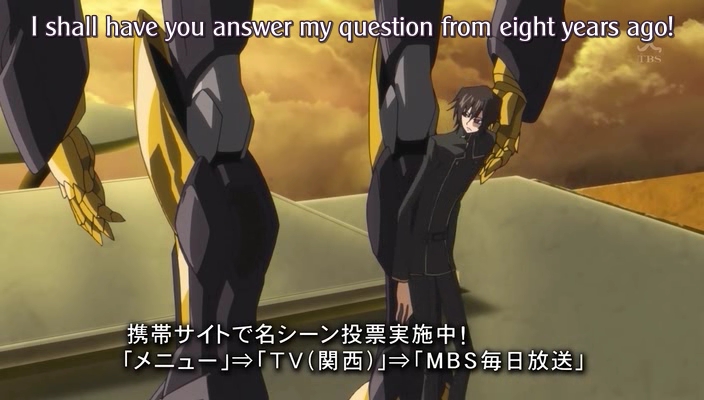 I shall have you answer my question from eight years ago!
TBS
携帯サイトで名シーン投票実施中！
「メニュー」⇒「ＴＶ（関西）」⇒「ＭＢＳ毎日放送」